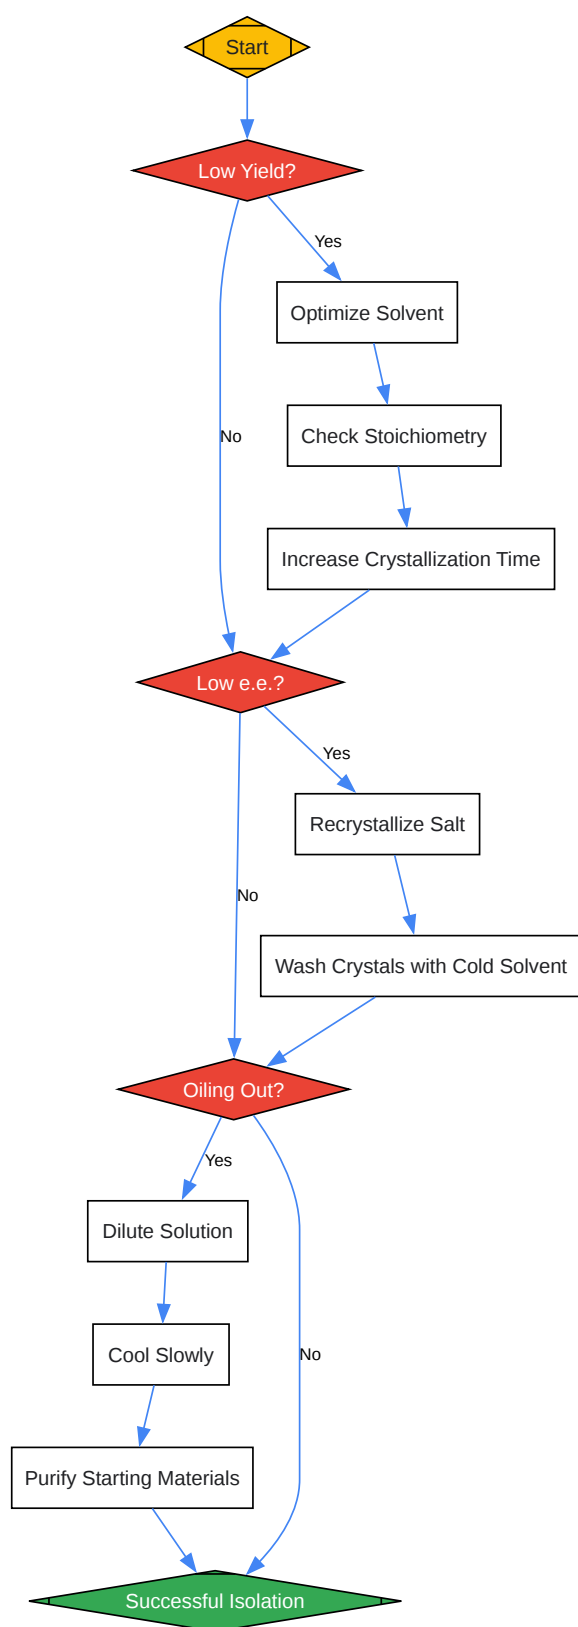 Start
Low Yield?
Yes
Optimize Solvent
Check Stoichiometry
No
Increase Crystallization Time
Low e.e.?
Yes
Recrystallize Salt
No
Wash Crystals with Cold Solvent
Oiling Out?
Yes
Dilute Solution
Cool Slowly
No
Purify Starting Materials
Successful Isolation